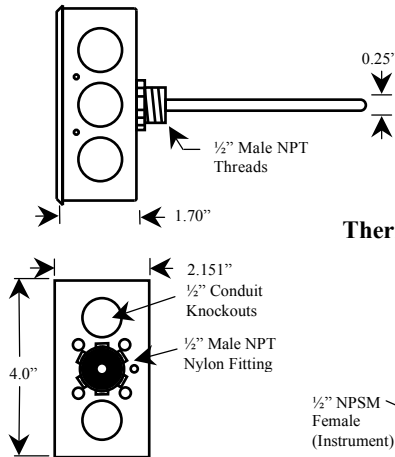 0.25"
½" Male NPT
Threads
1.70"
Ther
2.151"
½" Conduit
Knockouts
½" Male NPT
Nylon Fitting
4.0"
½" NPSM
Female
(Instrument)